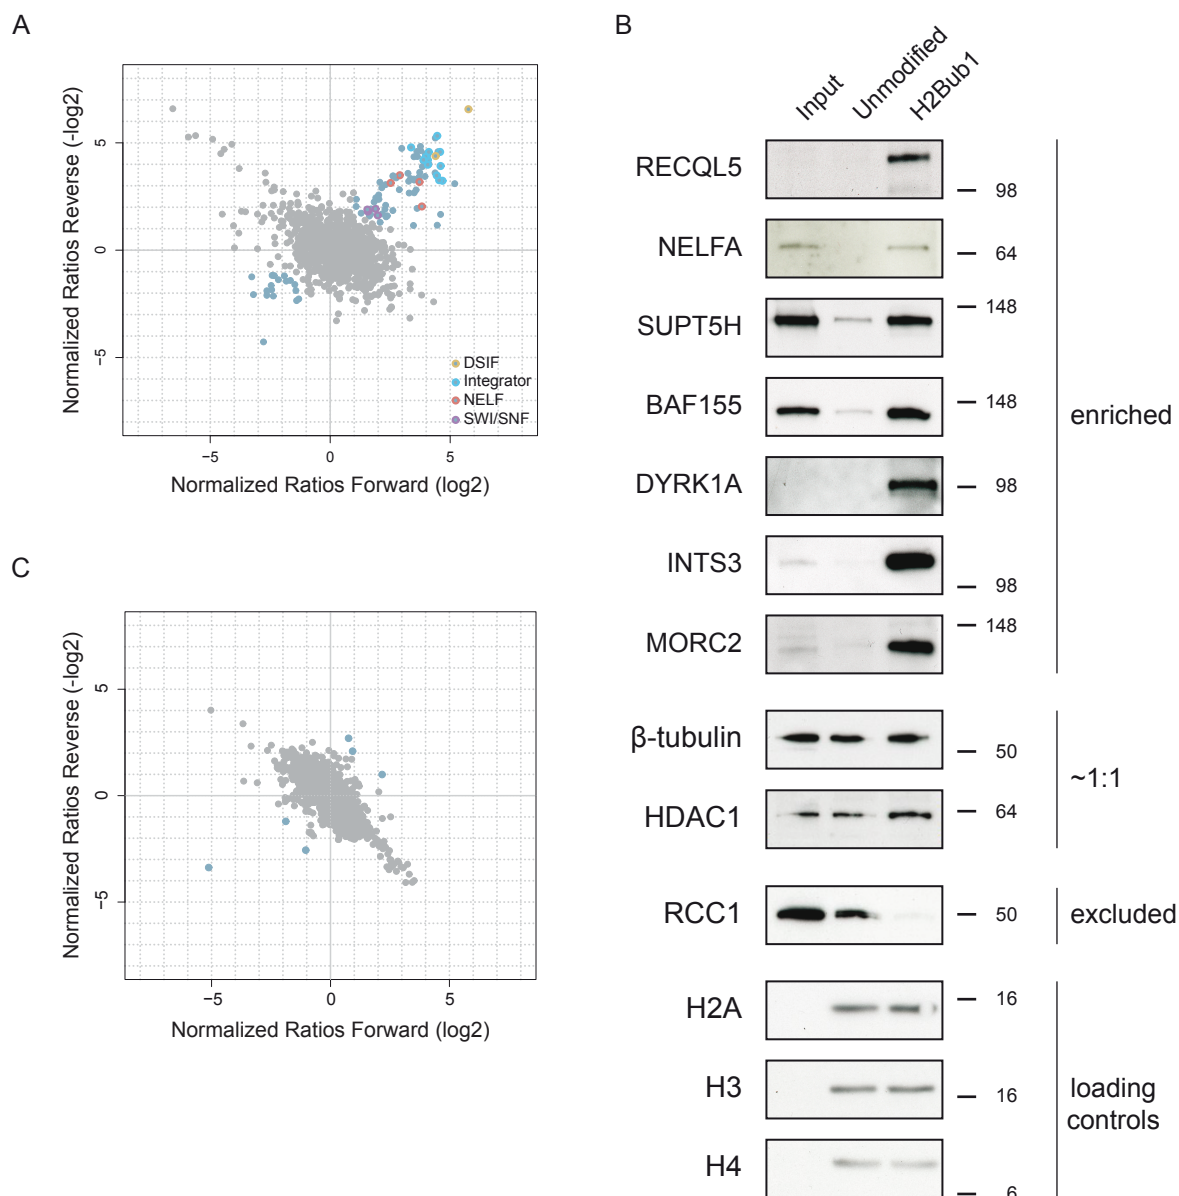 A
Normalized Ratios Reverse (-log2)
5
0
−5
−5
0
5
DSIF
Integrator
NELF
SWI/SNF
Normalized Ratios Forward (log2)
B
Input
Unmodified
H2Bub1
RECQL5
98
NELFA
64
SUPT5H
148
BAF155
148
enriched
DYRK1A
98
INTS3
98
MORC2
148
β-tubulin
50
~1:1
HDAC1
64
RCC1
50
excluded
H2A
16
H3
16
loading
controls
H4
6
C
Normalized Ratios Reverse (-log2)
5
0
−5
−5
0
5
Normalized Ratios Forward (log2)